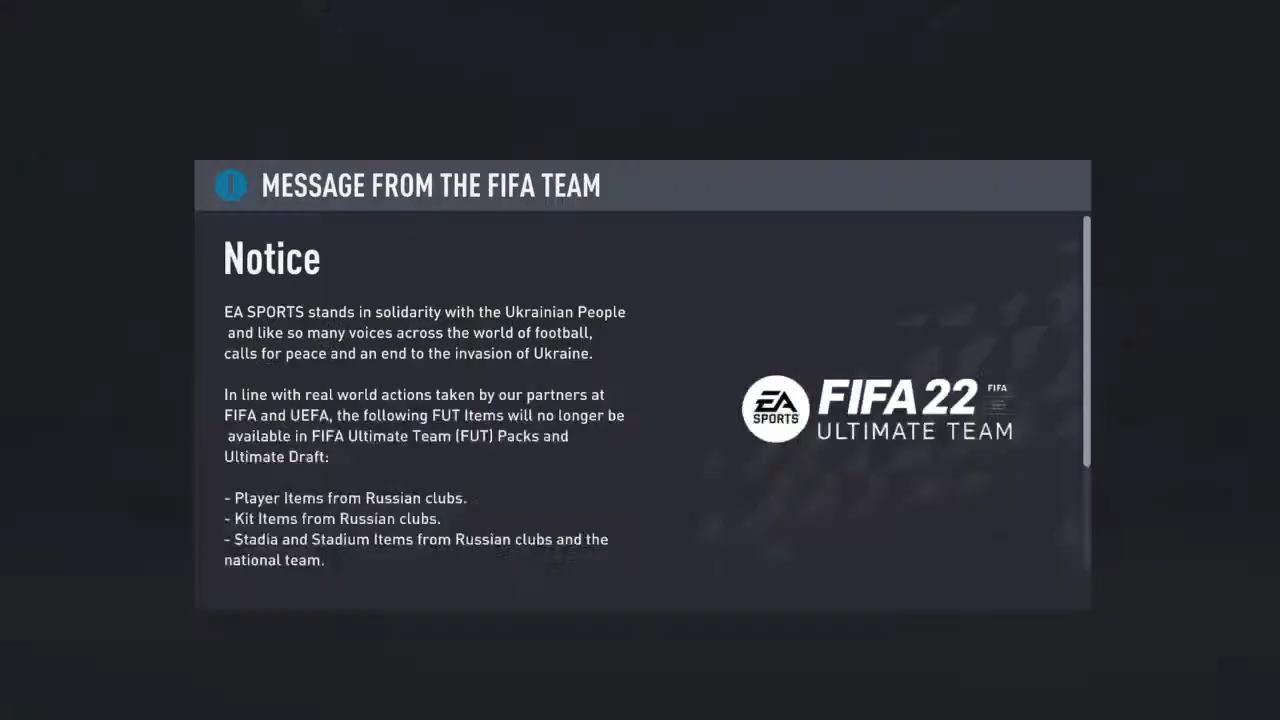 MESSAGE FROM THE FIFA TEAM
Notice
EA SPORTS stands in solidarity with the Ukrainian People
and like so many voices across the world of football,
calls for peace and an end to the invasion of Ukraine.
In line with real world actions taken by our partners at
FIFA and UEFA, the following FUT Items will no longer be
available in FIFA Ultimate Team (FUT) Packs and
Ultimate Draft:
- Player Items from Russian clubs.
- Kit Items from Russian clubs.
- Stadia and Stadium Items from Russian clubs and the
national team.
EA SPORTS
FIFA 22 FIFA
ULTIMATE TEAM